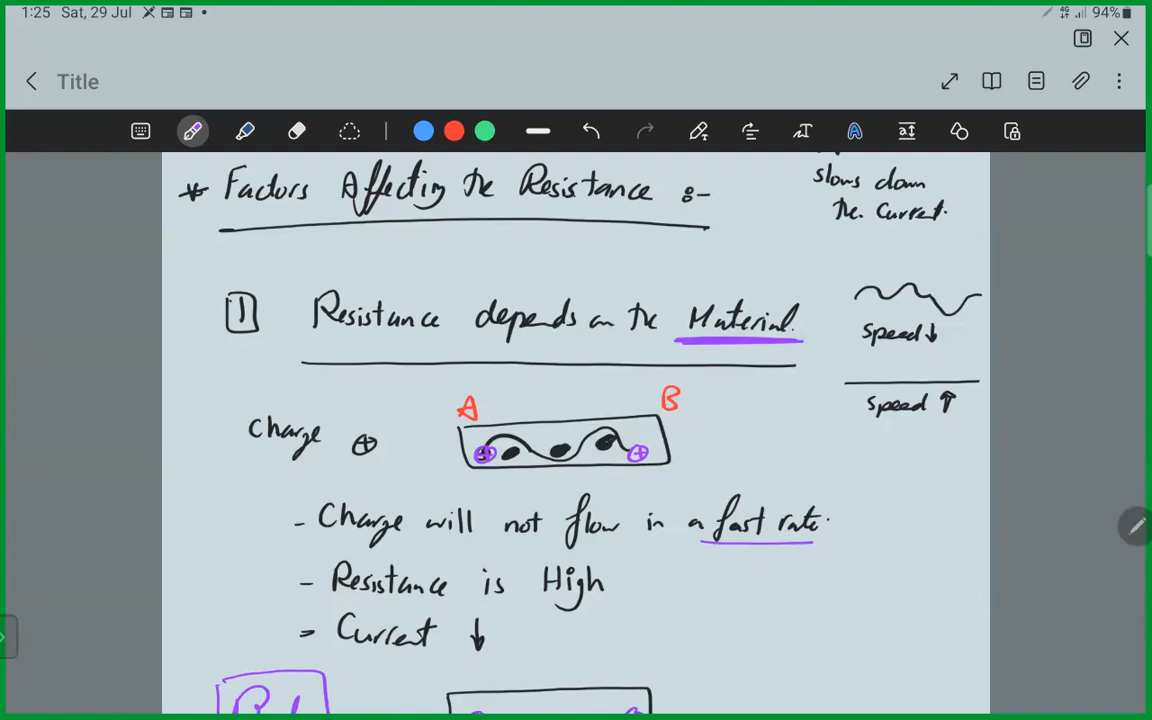 1:25 Sat, 29 Jul
4G 94%
Title
* Factors Affecting the Resistance :-
slows down
the. Current.
1 Resistance depends on the Material.
Speed ↓
Speed ↑
A B
Charge +
+ +
- Charge will not flow in a fast rate.
- Resistance is High
= Current ↓